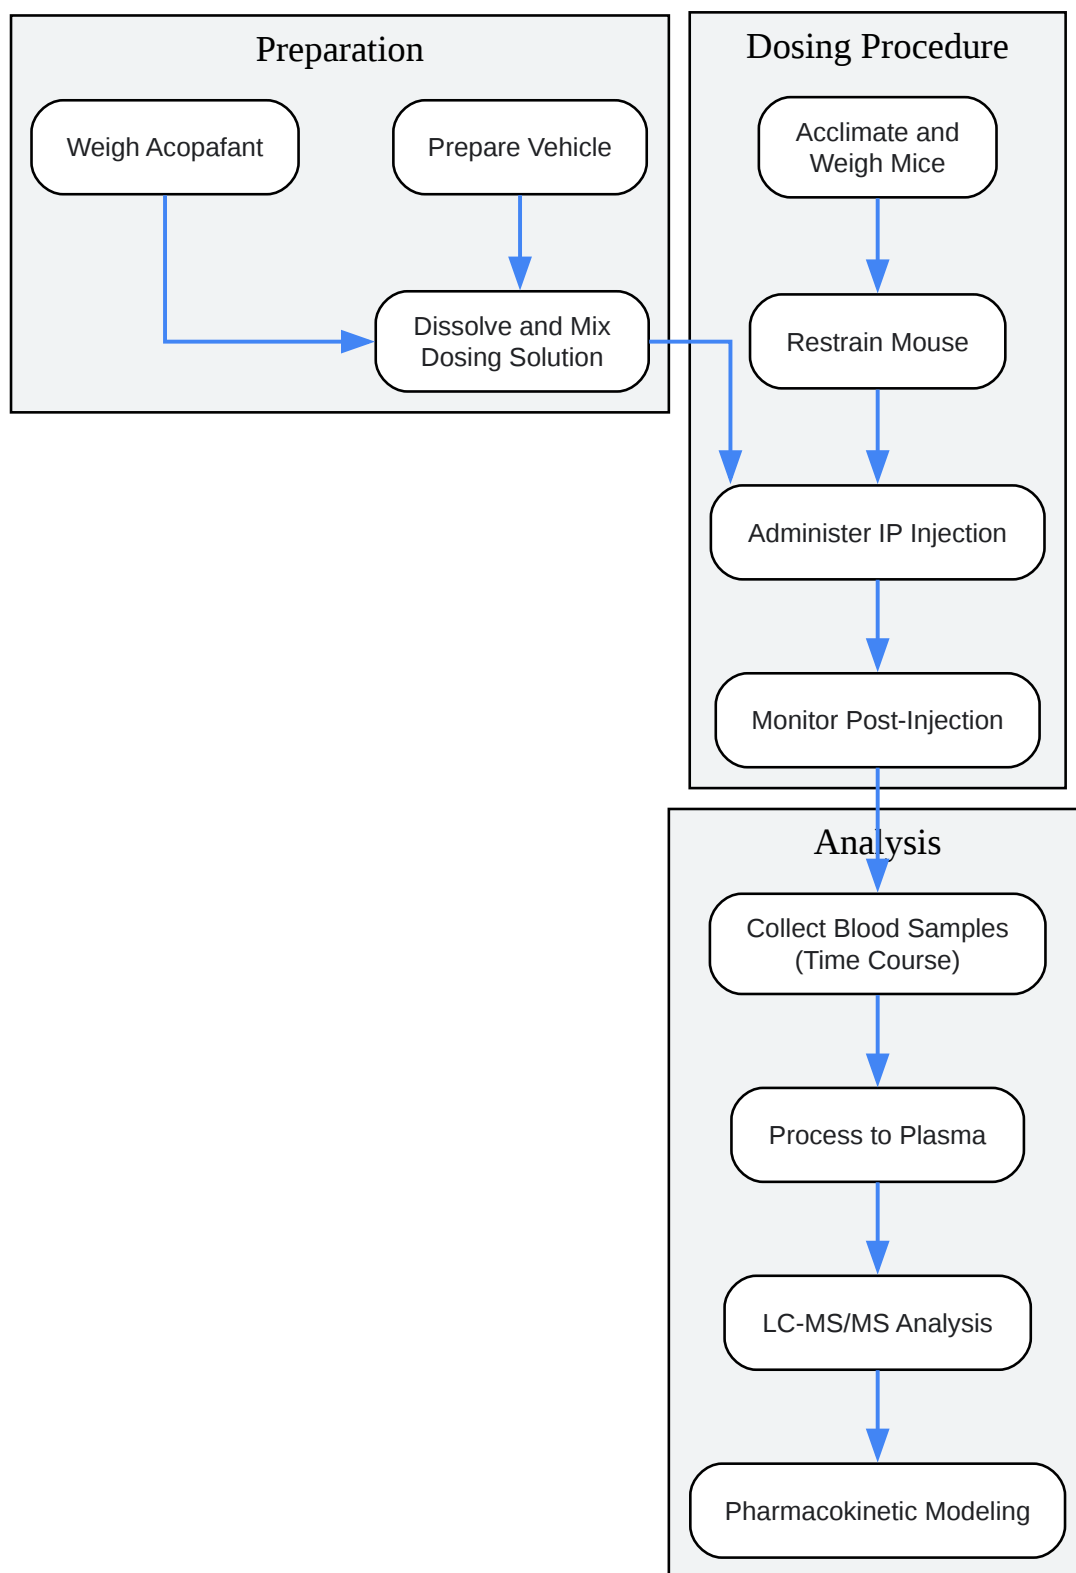 Preparation
Weigh Acopafant
Prepare Vehicle
Dissolve and Mix
Dosing Solution
Dosing Procedure
Acclimate and
Weigh Mice
Restrain Mouse
Administer IP Injection
Monitor Post-Injection
Analysis
Collect Blood Samples
(Time Course)
Process to Plasma
LC-MS/MS Analysis
Pharmacokinetic Modeling